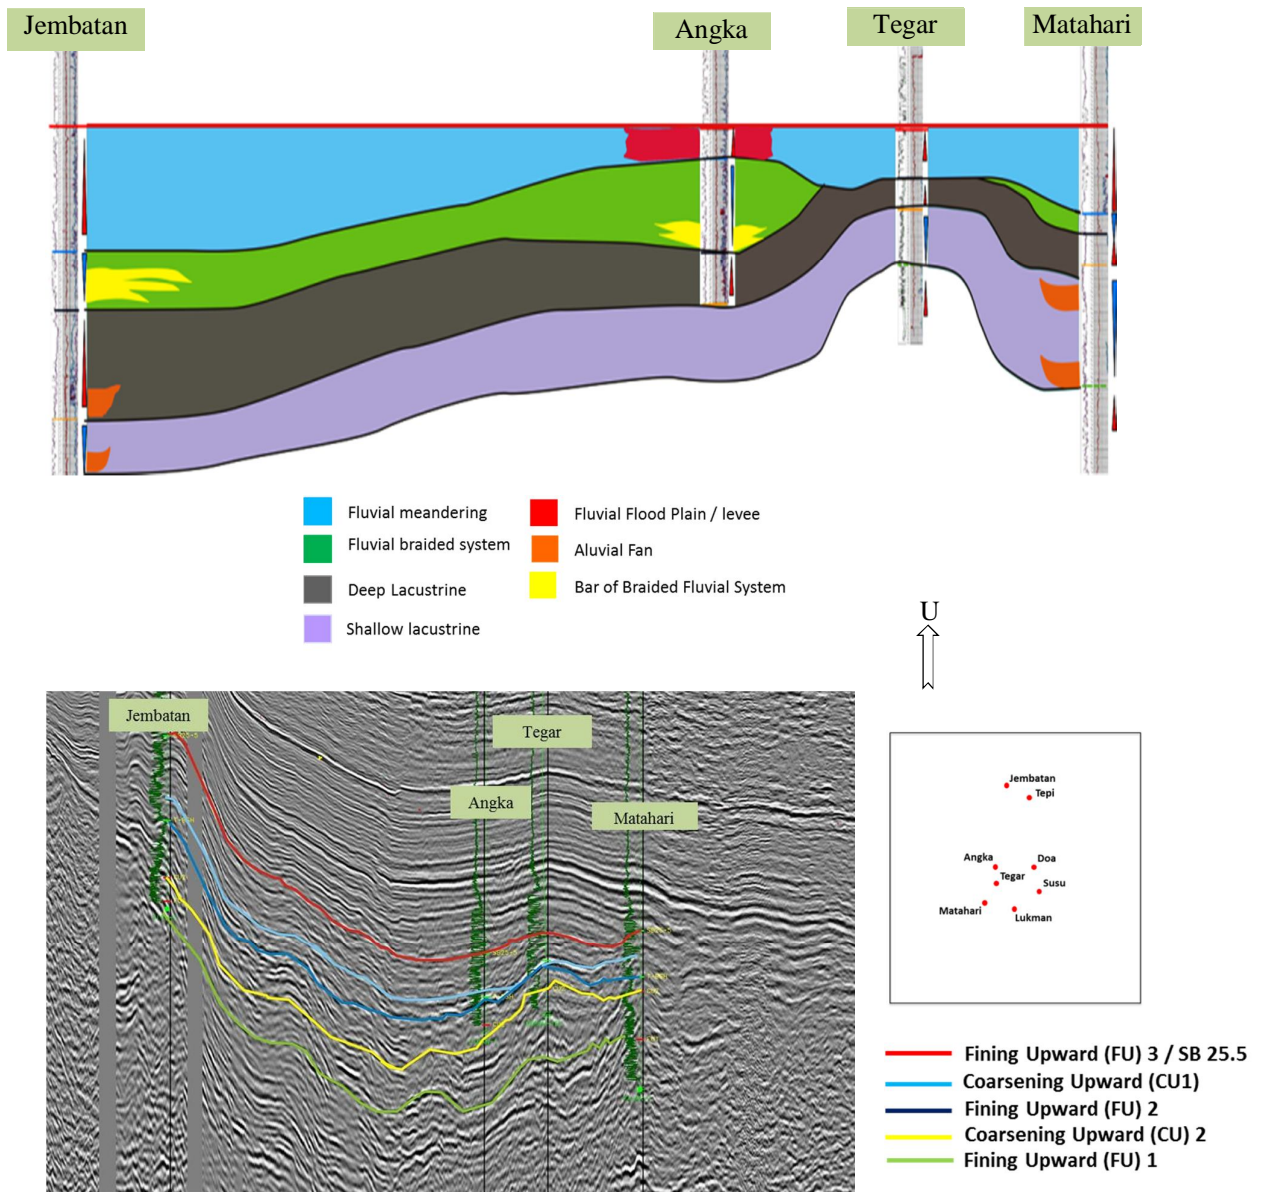 Jembatan
Angka
Tegar
Matahari
Fluvial meandering
Fluvial Flood Plain / levee
Fluvial braided system
Aluvial Fan
Deep Lacustrine
Bar of Braided Fluvial System
Shallow lacustrine
U
Jembatan
Tegar
Angka
Matahari
Jembatan
Tepi
Angka
Doa
Tegar
Susu
Matahari
Lukman
Fining Upward (FU) 3 / SB 25.5
Coarsening Upward (CU1)
Fining Upward (FU) 2
Coarsening Upward (CU) 2
Fining Upward (FU) 1